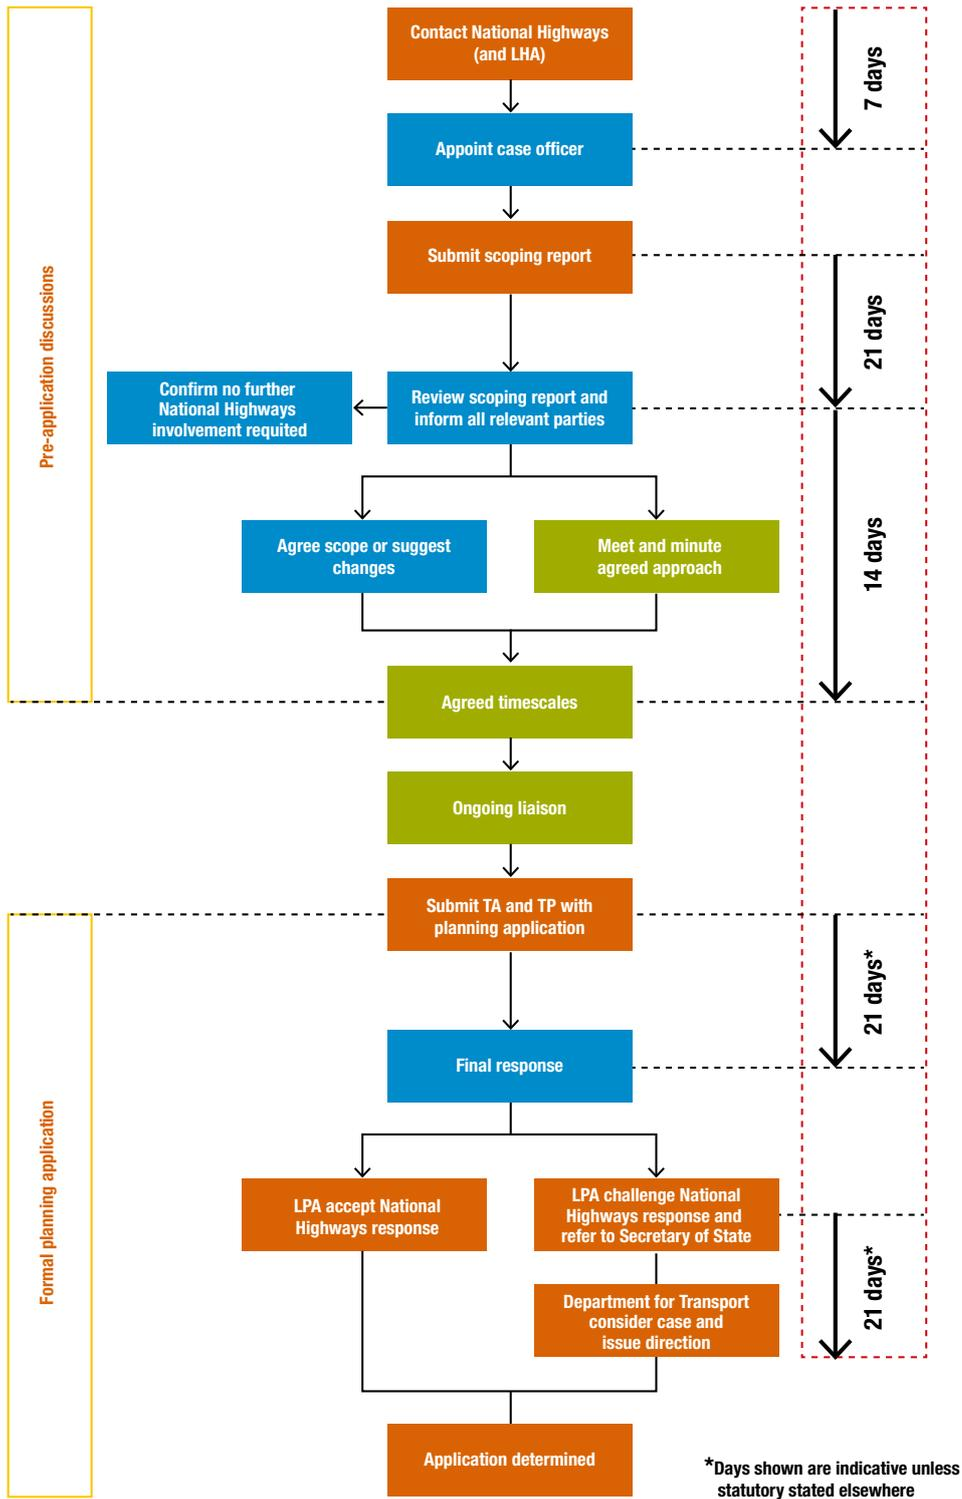 Contact National Highways
(and LHA)
7 days
Appoint case officer
Submit scoping report
Pre-application discussions
21 days
Confirm no further
National Highways
involvement requited
Review scoping report and
inform all relevant parties
Agree scope or suggest
changes
Meet and minute
agreed approach
14 days
Agreed timescales
Ongoing liaison
Submit TA and TP with
planning application
21 days*
Final response
Formal planning application
LPA accept National
Highways response
LPA challenge National
Highways response and
refer to Secretary of State
21 days*
Department for Transport
consider case and
issue direction
Application determined
*Days shown are indicative unless
statutory stated elsewhere